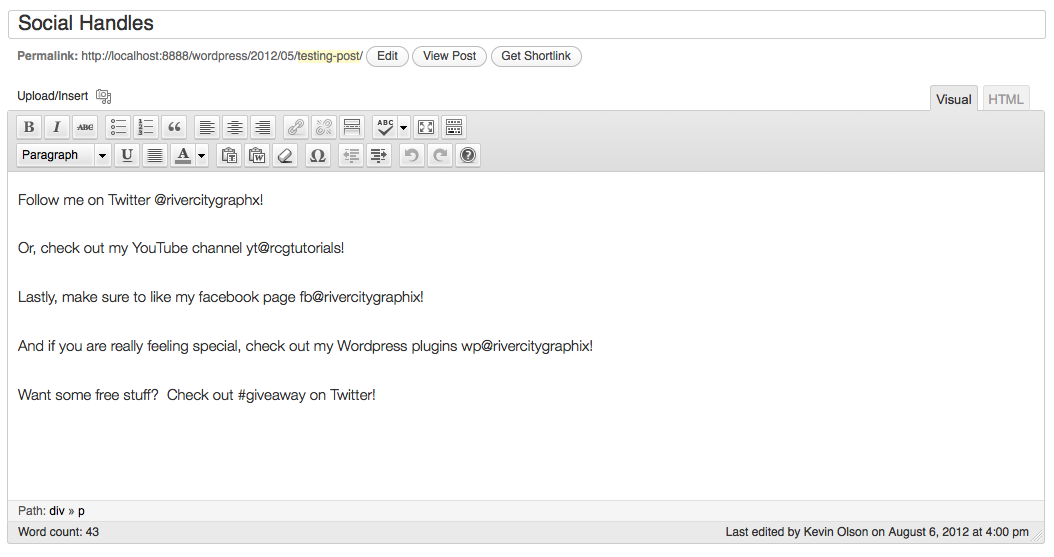 Social Handles
Permalink: http://localhost:8888/wordpress/2012/05/testing-post/ Edit View Post Get Shortlink
Upload/Insert Visual HTML
B I ABC ABC
Paragraph U A T W Ω ?
Follow me on Twitter @rivercitygraphx!
Or, check out my YouTube channel yt@rcgtutorials!
Lastly, make sure to like my facebook page fb@rivercitygraphix!
And if you are really feeling special, check out my Wordpress plugins wp@rivercitygraphix!
Want some free stuff?  Check out #giveaway on Twitter!
Path: div » p
Word count: 43 Last edited by Kevin Olson on August 6, 2012 at 4:00 pm